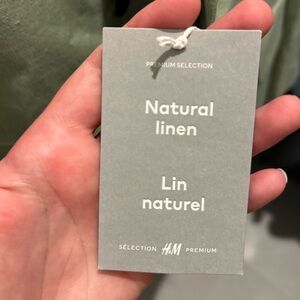 PREMIUM SELECTION
Natural
linen
Lin
naturel
SÉLECTION H&M PREMIUM